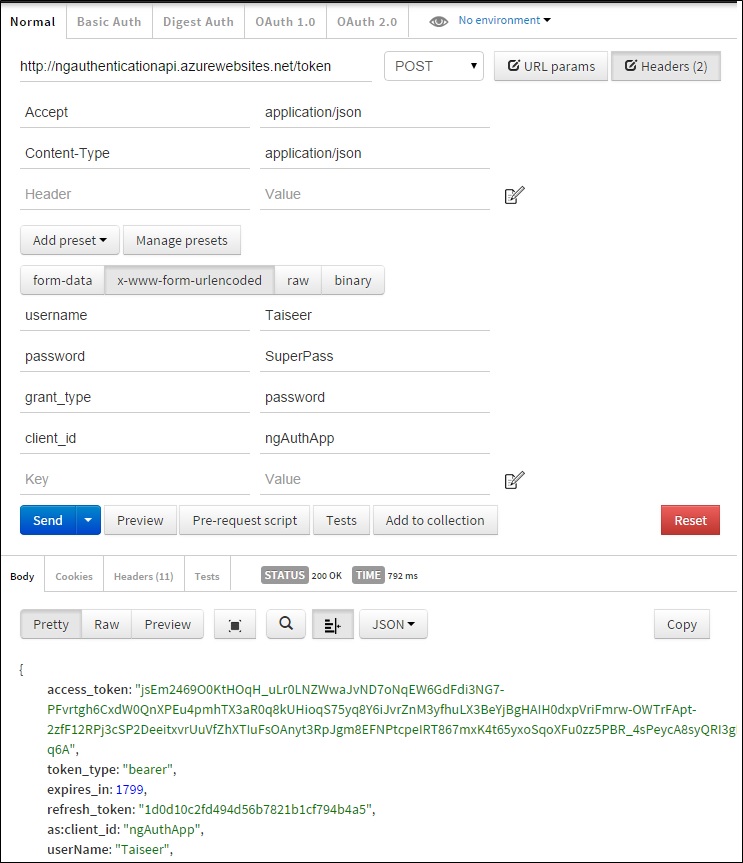 Normal Basic Auth Digest Auth OAuth 1.0 OAuth 2.0 No environment
http://ngauthenticationapi.azurewebsites.net/token POST URL params Headers (2)
Accept application/json
Content-Type application/json
Header Value
Add preset Manage presets
form-data x-www-form-urlencoded raw binary
username Taiseer
password SuperPass
grant_type password
client_id ngAuthApp
Key Value
Send Preview Pre-request script Tests Add to collection Reset
Body Cookies Headers (11) Tests STATUS 200 OK TIME 792 ms
Pretty Raw Preview JSON Copy
{
access_token: "jsEm2469O0KtHOqH_uLr0LNZWwaJvND7oNqEW6GdFdi3NG7-
PFvrtgh6CxdW0QnXPEu4pmhTX3aR0q8kUHioqS75yq8Y6iJvrZnM3yfhuLX3BeYjBgHAIH0dxpVriFmrw-OWTrFApt-
2zfF12RPj3cSP2DeeitxvrUuVfZhXTIuFsOAnyt3RpJgm8EFNPtcpeIRT867mxK4t65yxoSqoXFu0zz5PBR_4sPeycA8syQRI3g
q6A",
token_type: "bearer",
expires_in: 1799,
refresh_token: "1d0d10c2fd494d56b7821b1cf794b4a5",
as:client_id: "ngAuthApp",
userName: "Taiseer",